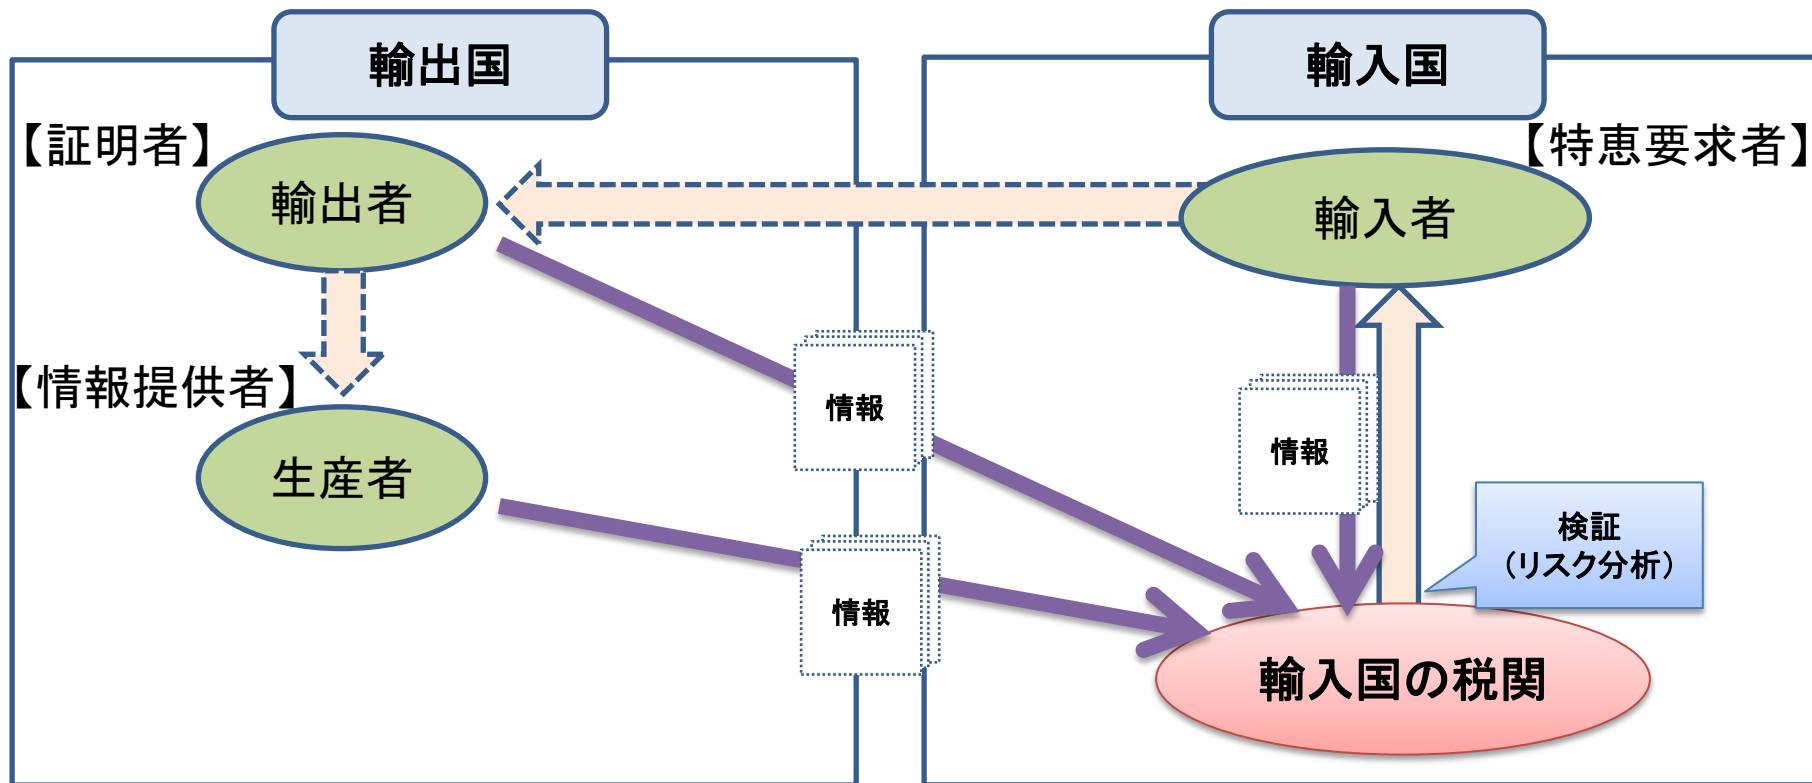 輸出国
輸入国
【証明者】
【特恵要求者】
輸出者
輸入者
【情報提供者】
情報
情報
生産者
検証
（リスク分析）
情報
輸入国の税関